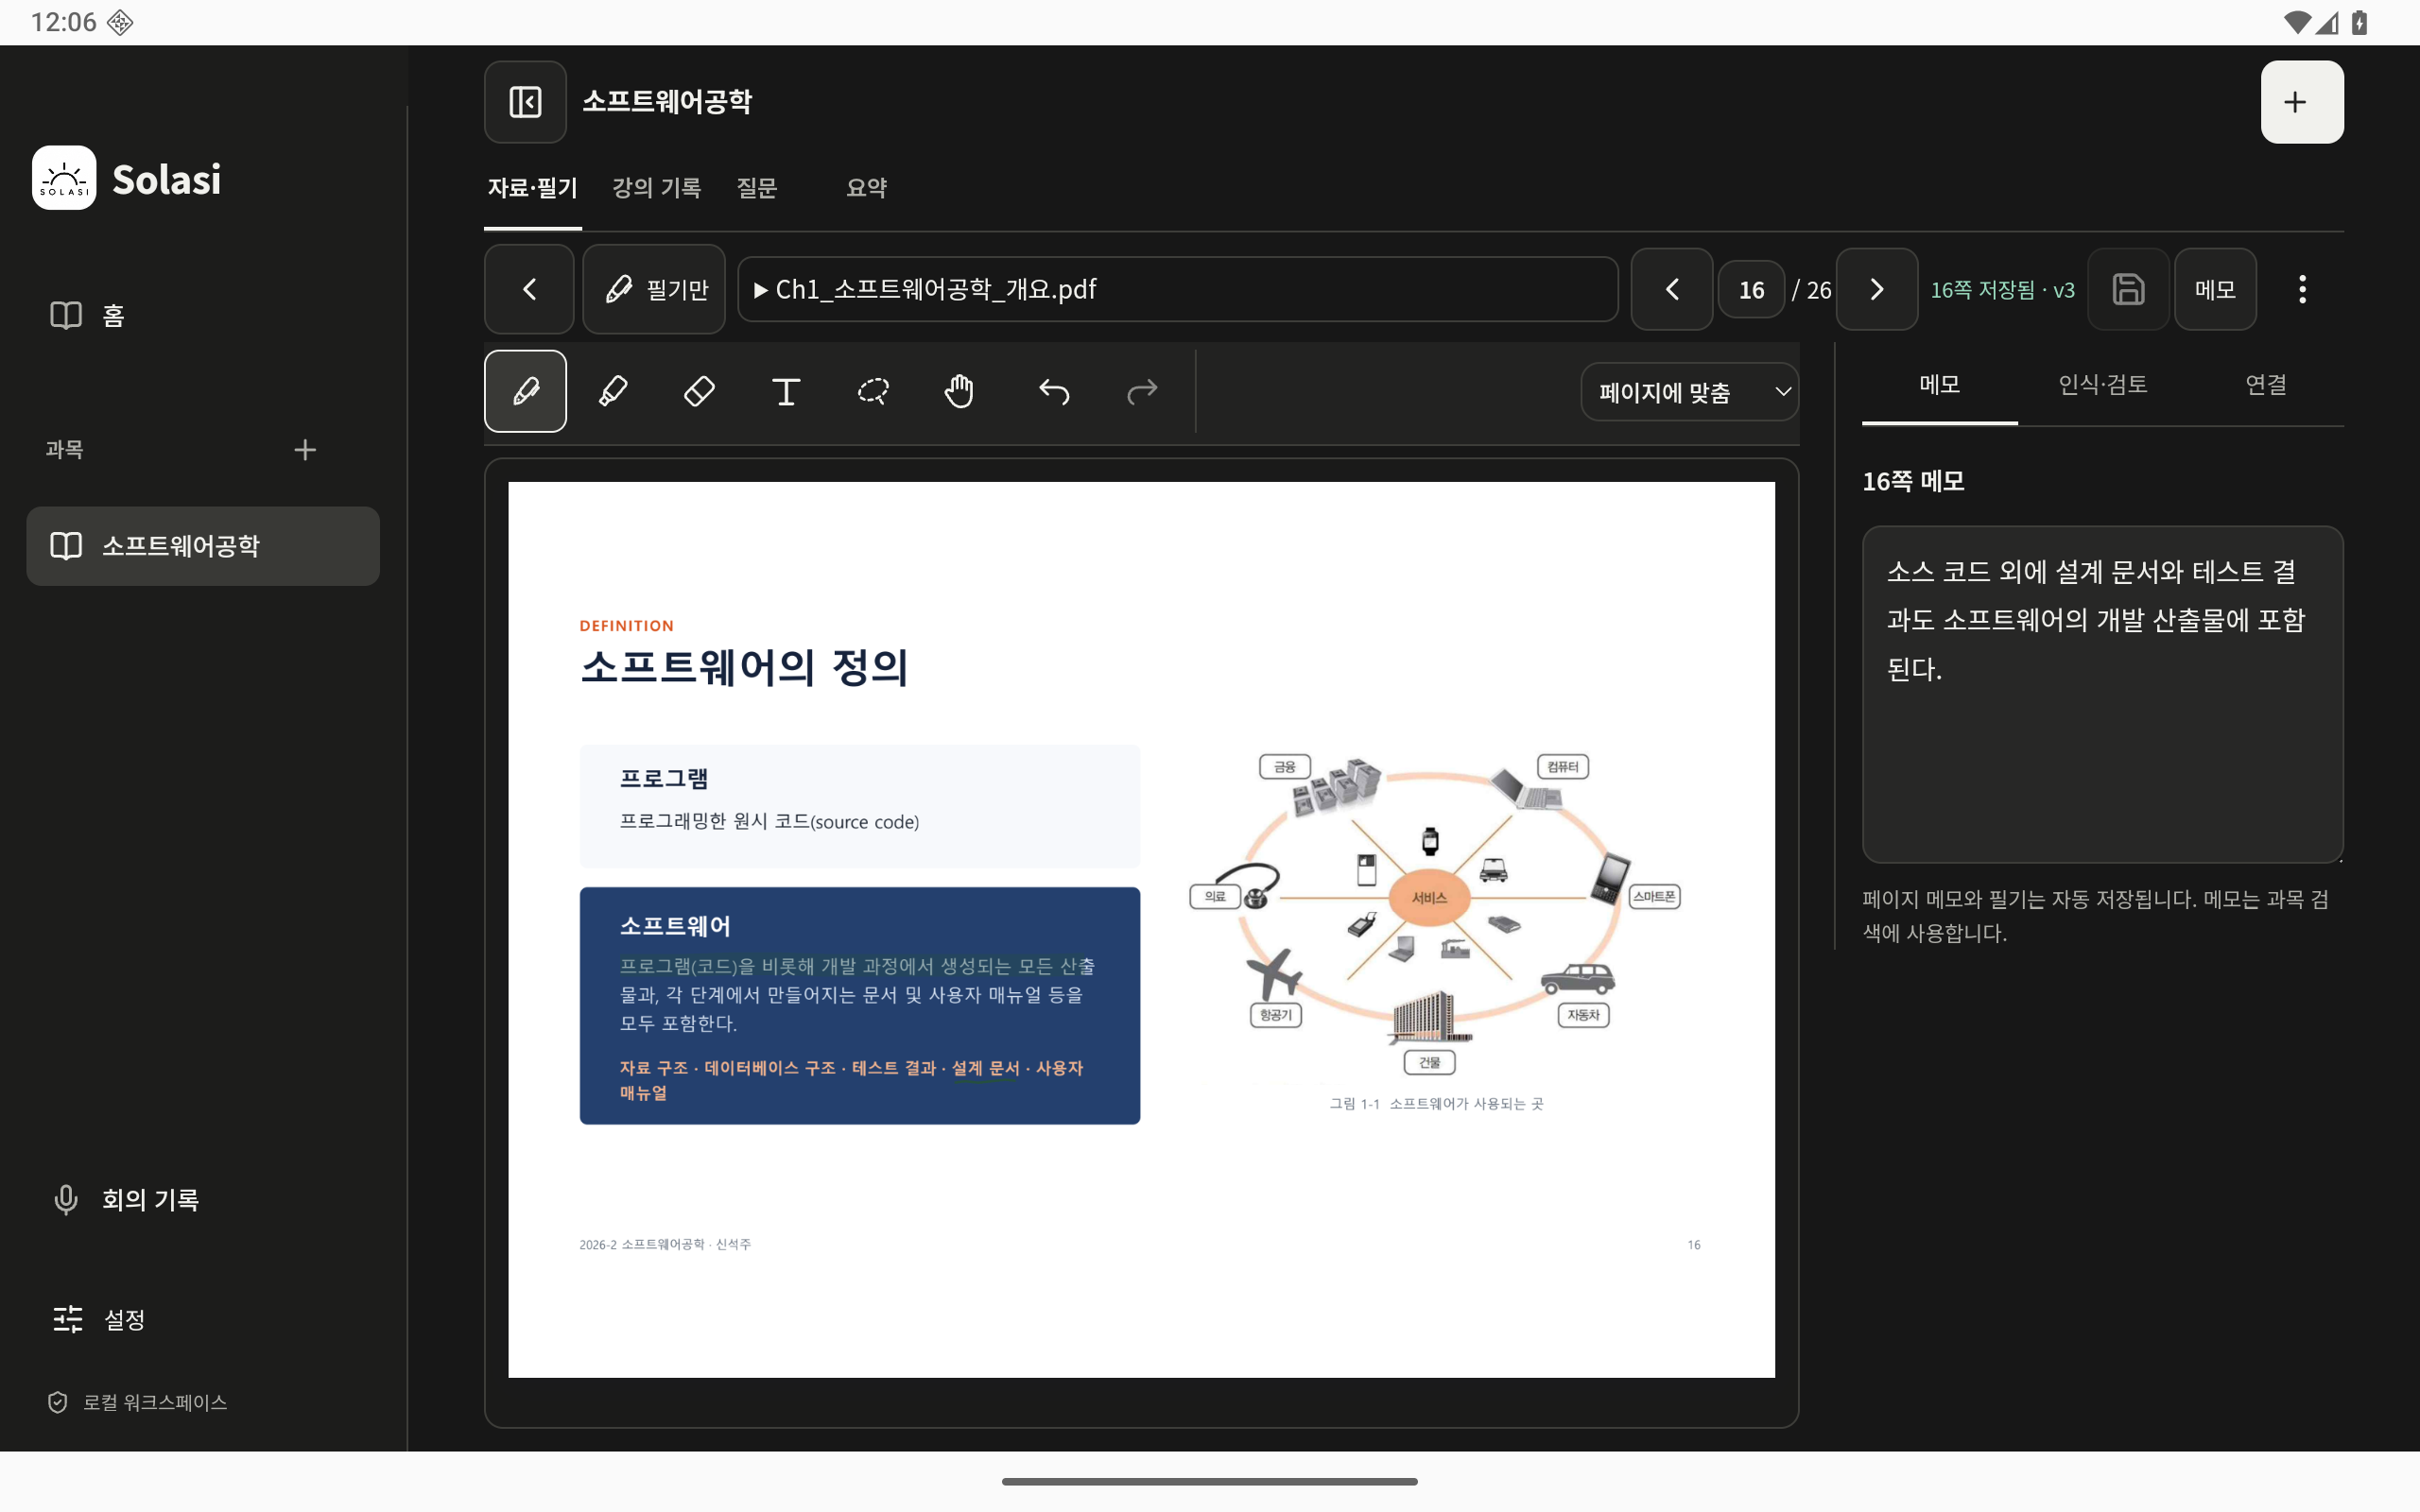 12:06
소프트웨어공학
SOLASI
Solasi
자료·필기 강의 기록 질문 요약
홈
필기만
▶ Ch1_소프트웨어공학_개요.pdf
16 / 26
16쪽 저장됨 · v3
메모
페이지에 맞춤
메모 인식·검토 연결
과목
소프트웨어공학
16쪽 메모
소스 코드 외에 설계 문서와 테스트 결
과도 소프트웨어의 개발 산출물에 포함
된다.
페이지 메모와 필기는 자동 저장됩니다. 메모는 과목 검
색에 사용합니다.
DEFINITION
소프트웨어의 정의
프로그램
프로그래밍한 원시 코드(source code)
소프트웨어
프로그램(코드)을 비롯해 개발 과정에서 생성되는 모든 산출
물과, 각 단계에서 만들어지는 문서 및 사용자 매뉴얼 등을
모두 포함한다.
자료 구조 · 데이터베이스 구조 · 테스트 결과 · 설계 문서 · 사용자
매뉴얼
금융
컴퓨터
의료
서비스
스마트폰
항공기
자동차
건물
그림 1-1 소프트웨어가 사용되는 곳
2026-2 소프트웨어공학 · 신석주
16
회의 기록
설정
로컬 워크스페이스